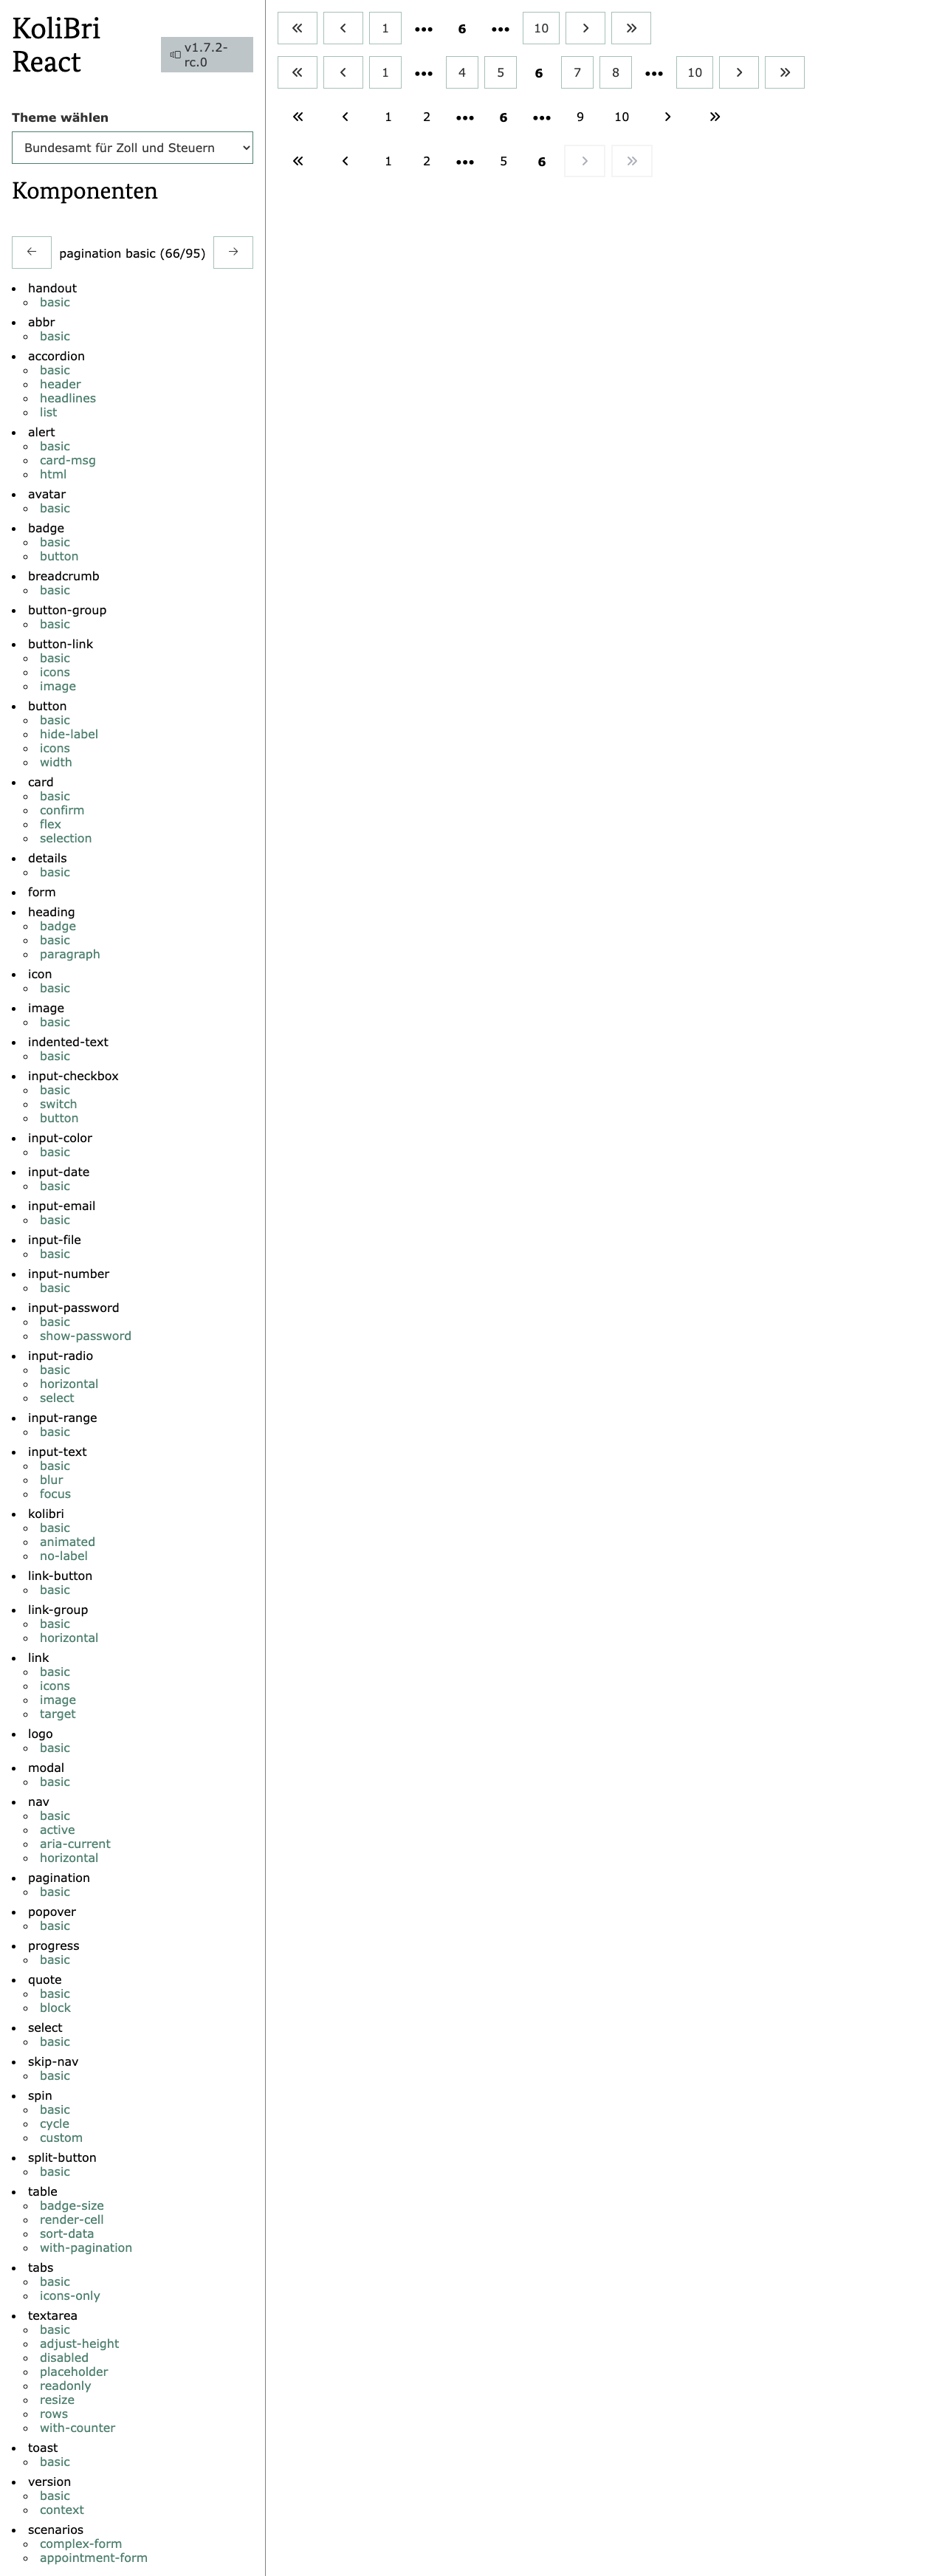 KoliBri
React
v1.7.2-
rc.0
Theme wählen
Bundesamt für Zoll und Steuern
Komponenten
← pagination basic (66/95) →
handout
basic
abbr
basic
accordion
basic
header
headlines
list
alert
basic
card-msg
html
avatar
basic
badge
basic
button
breadcrumb
basic
button-group
basic
button-link
basic
icons
image
button
basic
hide-label
icons
width
card
basic
confirm
flex
selection
details
basic
form
heading
badge
basic
paragraph
icon
basic
image
basic
indented-text
basic
input-checkbox
basic
switch
button
input-color
basic
input-date
basic
input-email
basic
input-file
basic
input-number
basic
input-password
basic
show-password
input-radio
basic
horizontal
select
input-range
basic
input-text
basic
blur
focus
kolibri
basic
animated
no-label
link-button
basic
link-group
basic
horizontal
link
basic
icons
image
target
logo
basic
modal
basic
nav
basic
active
aria-current
horizontal
pagination
basic
popover
basic
progress
basic
quote
basic
block
select
basic
skip-nav
basic
spin
basic
cycle
custom
split-button
basic
table
badge-size
render-cell
sort-data
with-pagination
tabs
basic
icons-only
textarea
basic
adjust-height
disabled
placeholder
readonly
resize
rows
with-counter
toast
basic
version
basic
context
scenarios
complex-form
appointment-form
« ‹ 1 ••• 6 ••• 10 › »
« ‹ 1 ••• 4 5 6 7 8 ••• 10 › »
« ‹ 1 2 ••• 6 ••• 9 10 › »
« ‹ 1 2 ••• 5 6 › »